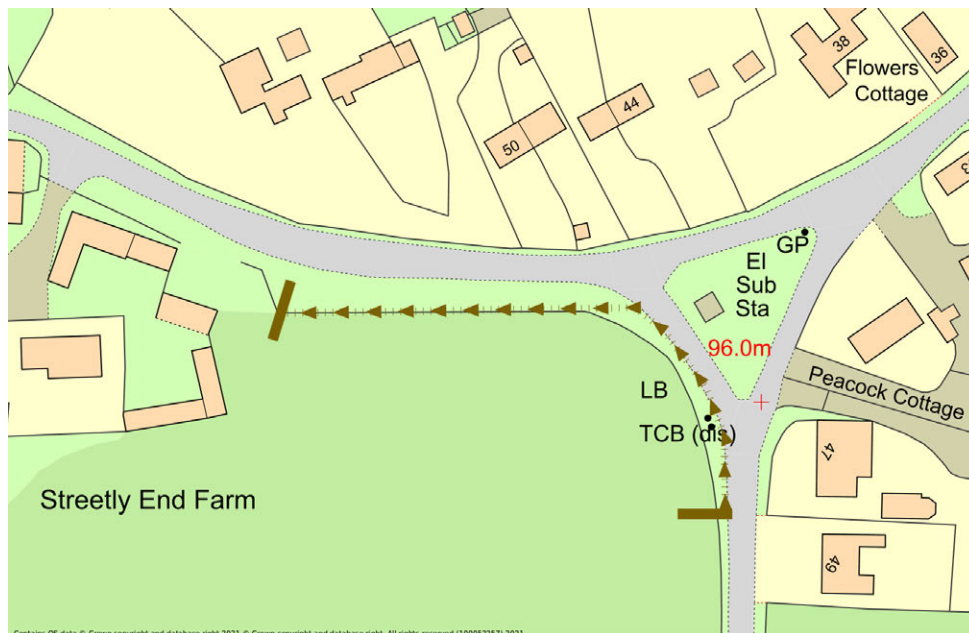 38
36
Flowers
Cottage
44
50
GP
El
Sub
Sta
96.0m
LB
Peacock Cottage
TCB (dis)
47
Streetly End Farm
49